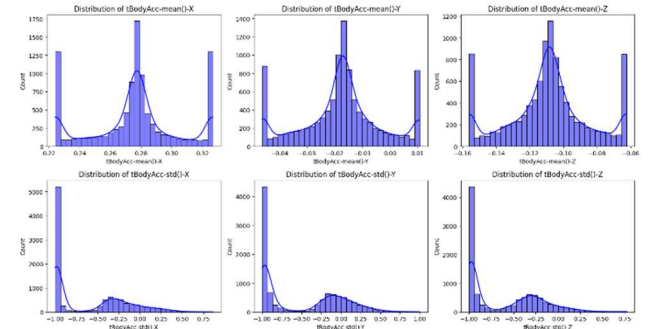 Distribution of tBodyAcc-mean()-X
Distribution of tBodyAcc-mean()-Y
Distribution of tBodyAcc-mean()-Z
1750
1500
1250
1000
750
500
250
0
Count
0.22 0.24 0.26 0.28 0.30 0.32
tBodyAcc-mean()-X
1400
1200
1000
800
600
400
200
0
Count
−0.04 −0.03 −0.02 −0.01 0.00 0.01
tBodyAcc-mean()-Y
1200
1000
800
600
400
200
0
Count
−0.16 −0.14 −0.12 −0.10 −0.08 −0.06
tBodyAcc-mean()-Z
Distribution of tBodyAcc-std()-X
Distribution of tBodyAcc-std()-Y
Distribution of tBodyAcc-std()-Z
5000
4000
3000
2000
1000
0
Count
−1.00 −0.75 −0.50 −0.25 0.00 0.25 0.50 0.75
tBodyAcc-std()-X
4000
3000
2000
1000
0
Count
−1.00 −0.75 −0.50 −0.25 0.00 0.25 0.50 0.75 1.00
tBodyAcc-std()-Y
4000
3000
2000
1000
0
Count
−1.00 −0.75 −0.50 −0.25 0.00 0.25 0.50 0.75
tBodyAcc-std()-Z